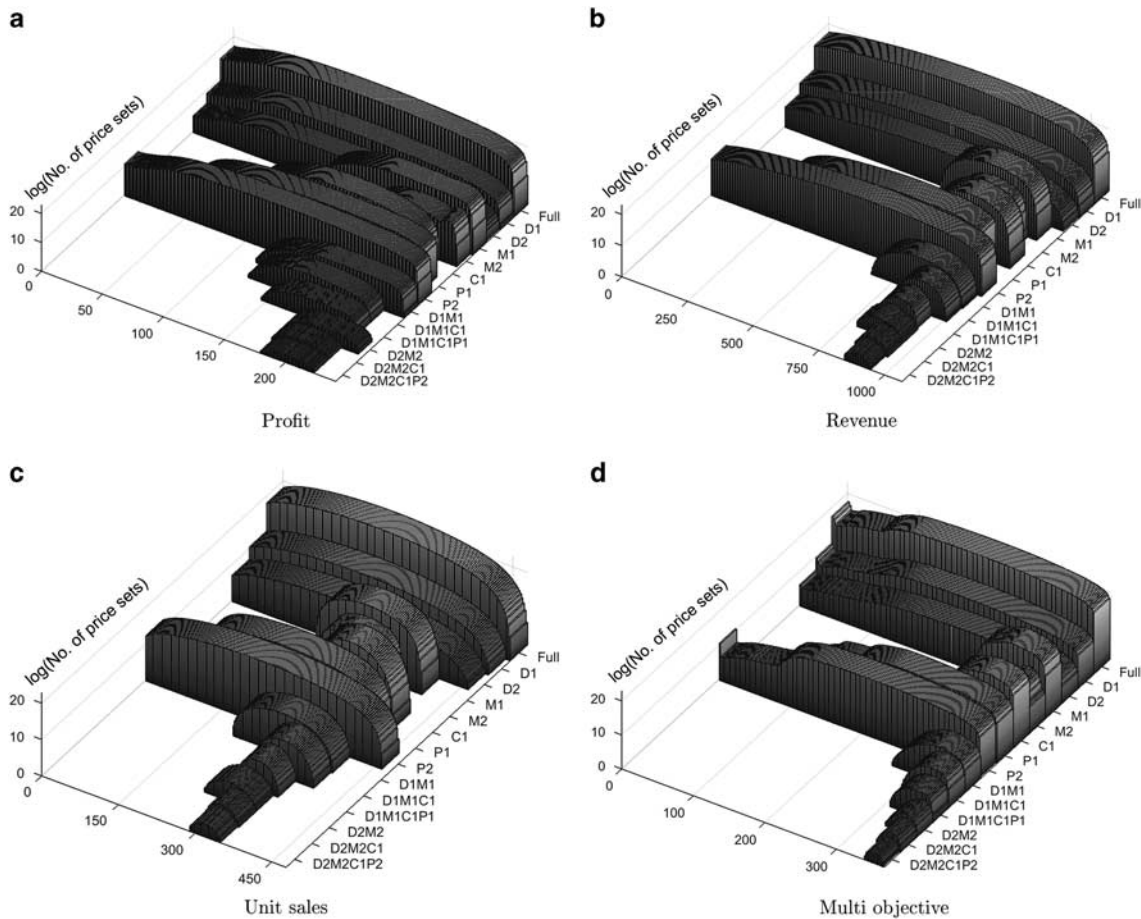 a
log(No. of price sets)
20
10
0
0
50
100
150
200
Full
D1
D2
M1
M2
C1
P1
P2
D1M1
D1M1C1
D1M1C1P1
D2M2
D2M2C1
D2M2C1P2
Profit
b
log(No. of price sets)
20
10
0
0
250
500
750
1000
Full
D1
D2
M1
M2
C1
P1
P2
D1M1
D1M1C1
D1M1C1P1
D2M2
D2M2C1
D2M2C1P2
Revenue
c
log(No. of price sets)
20
10
0
0
150
300
450
Full
D1
D2
M1
M2
C1
P1
P2
D1M1
D1M1C1
D1M1C1P1
D2M2
D2M2C1
D2M2C1P2
Unit sales
d
log(No. of price sets)
20
10
0
0
100
200
300
Full
D1
D2
M1
M2
C1
P1
P2
D1M1
D1M1C1
D1M1C1P1
D2M2
D2M2C1
D2M2C1P2
Multi objective